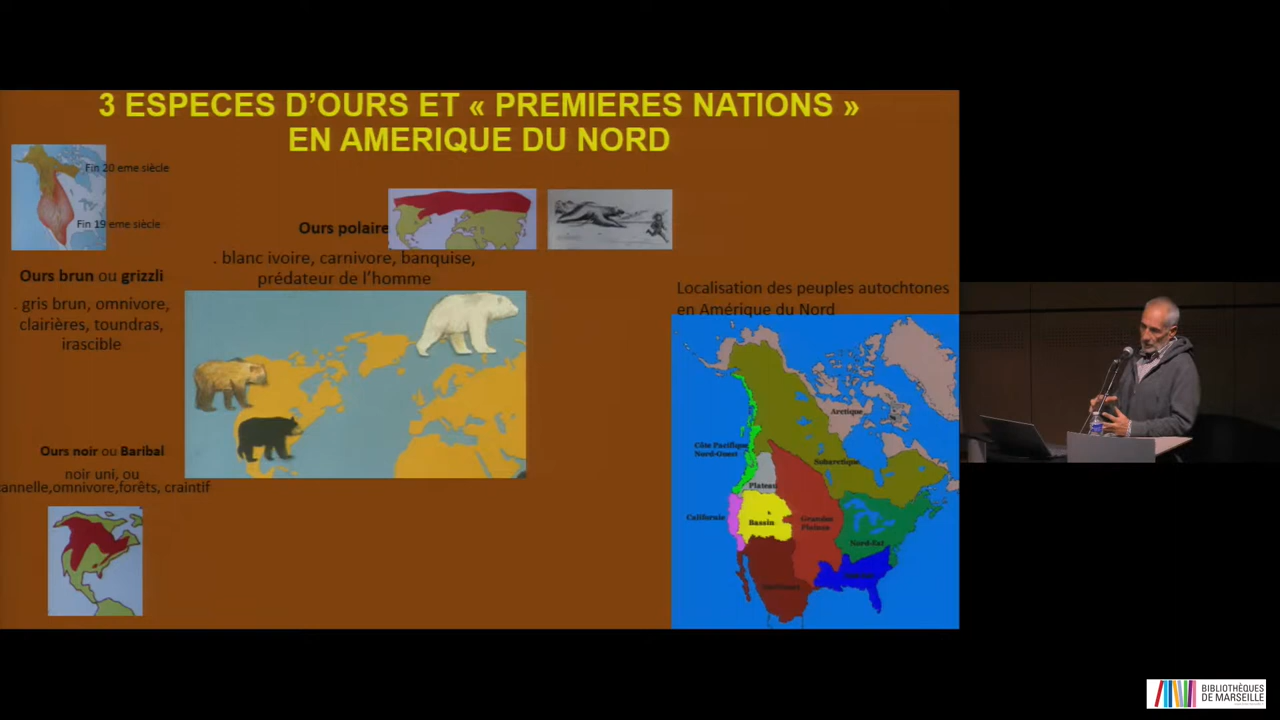 3 ESPECES D’OURS ET « PREMIERES NATIONS »
EN AMERIQUE DU NORD
Fin 20 eme siècle
Fin 19 eme siècle
Ours brun ou grizzli
. gris brun, omnivore,
clairières, toundras,
irascible
Ours polaire
. blanc ivoire, carnivore, banquise,
prédateur de l’homme
Ours noir ou Baribal
noir uni, ou
annelle,omnivore,forêts, craintif
Localisation des peuples autochtones
en Amérique du Nord
Arctique
Côte Pacifique
Nord-Ouest
Subarctique
Plateau
Californie
Bassin
Grandes
Plaines
Nord-Est
BIBLIOTHÈQUES
DE MARSEILLE